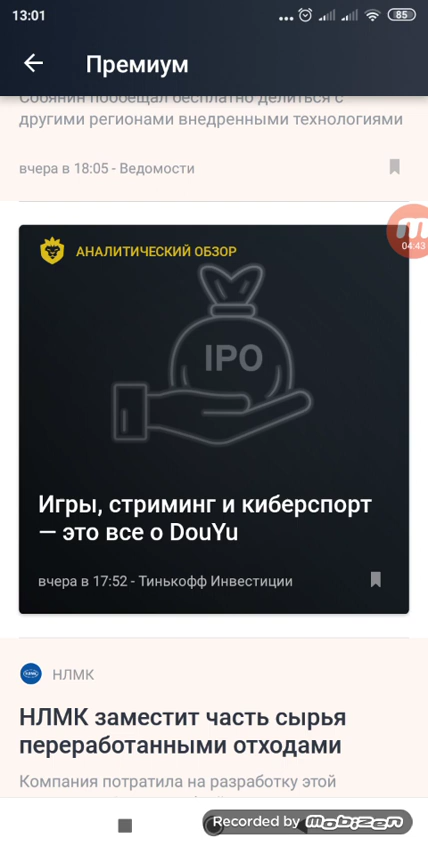 13:01
85
Премиум
Собянин пообещал бесплатно делиться с
другими регионами внедренными технологиями
вчера в 18:05 - Ведомости
04:43
АНАЛИТИЧЕСКИЙ ОБЗОР
IPO
Игры, стриминг и киберспорт
— это все о DouYu
вчера в 17:52 - Тинькофф Инвестиции
НЛМК
НЛМК заместит часть сырья
переработанными отходами
Компания потратила на разработку этой
Recorded by mobizen